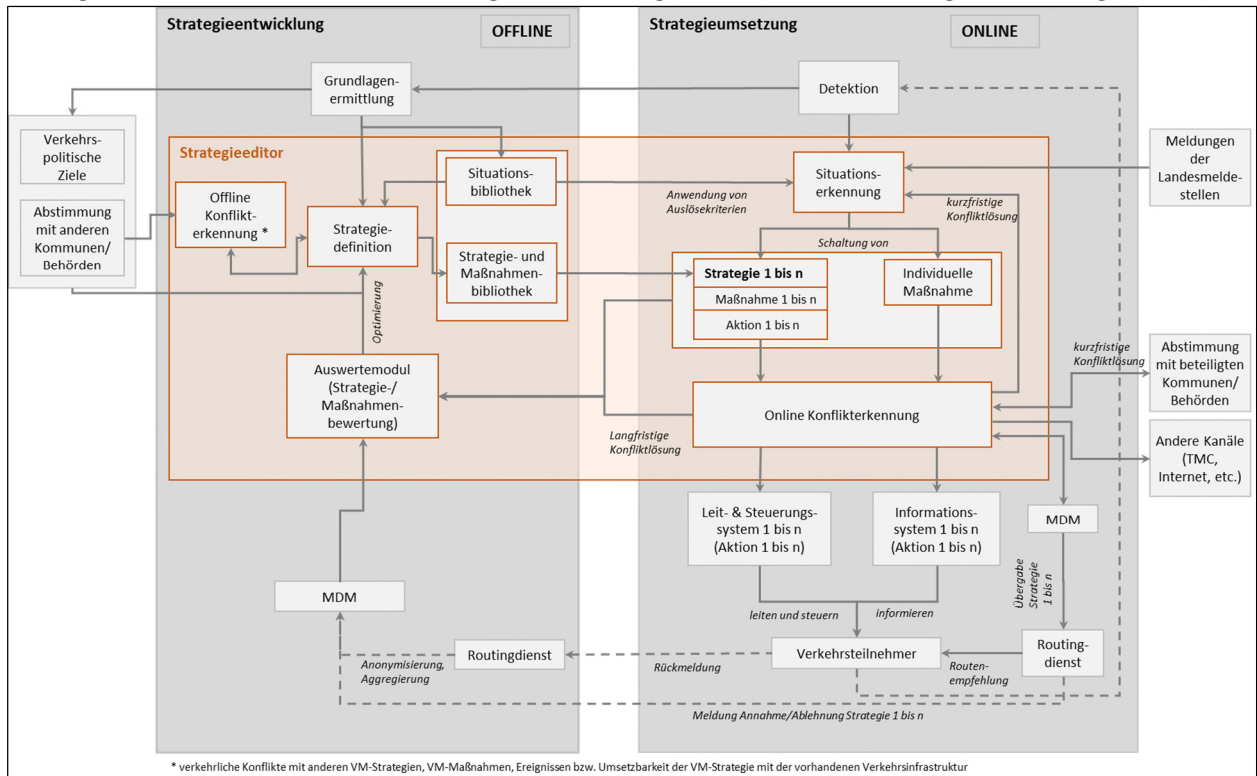 Strategieentwicklung
OFFLINE
Strategieumsetzung
ONLINE
Grundlagen-
ermittlung
Detektion
Verkehrs-
politische
Ziele
Abstimmung
mit anderen
Kommunen/
Behörden
Strategieeditor
Offline
Konflikt-
erkennung *
Strategie-
definition
Situations-
bibliothek
Strategie- und
Maßnahmen-
bibliothek
Optimierung
Auswertemodul
(Strategie-/
Maßnahmen-
bewertung)
Anwendung von
Auslösekriterien
Situations-
erkennung
kurzfristige
Konfliktlösung
Meldungen
der
Landesmelde-
stellen
Schaltung von
Strategie 1 bis n
Maßnahme 1 bis n
Aktion 1 bis n
Individuelle
Maßnahme
Online Konflikterkennung
Langfristige
Konfliktlösung
kurzfristige
Konfliktlösung
Abstimmung
mit beteiligten
Kommunen/
Behörden
Andere Kanäle
(TMC,
Internet, etc.)
Leit- & Steuerungs-
system 1 bis n
(Aktion 1 bis n)
Informations-
system 1 bis n
(Aktion 1 bis n)
MDM
Übergabe
Strategie
1 bis n
MDM
leiten und steuern
informieren
Anonymisierung,
Aggregierung
Routingdienst
Rückmeldung
Verkehrsteilnehmer
Routen-
empfehlung
Routing-
dienst
Meldung Annahme/Ablehnung Strategie 1 bis n
* verkehrliche Konflikte mit anderen VM-Strategien, VM-Maßnahmen, Ereignissen bzw. Umsetzbarkeit der VM-Strategie mit der vorhandenen Verkehrsinfrastruktur